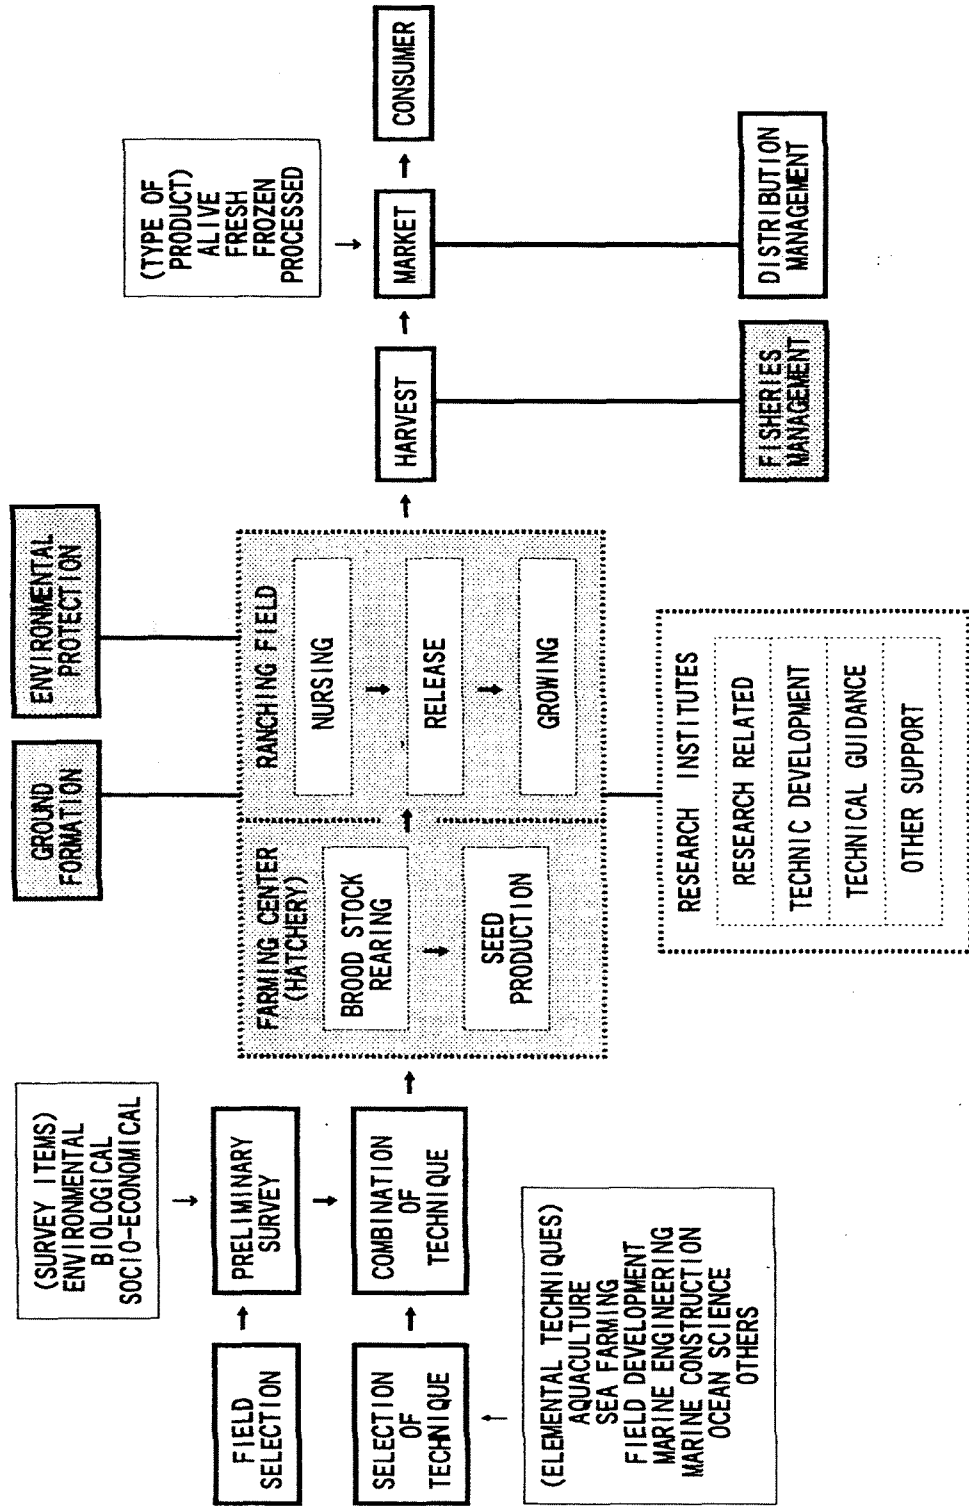 (SURVEY ITEMS)
ENVIRONMENTAL
BIOLOGICAL
SOCIO-ECONOMICAL
FIELD
SELECTION
PRELIMINARY
SURVEY
SELECTION
OF
TECHNIQUE
COMBINATION
OF
TECHNIQUE
(ELEMENTAL TECHNIQUES)
AQUACULTURE
SEA FARMING
FIELD DEVELOPMENT
MARINE ENGINEERING
MARINE CONSTRUCTION
OCEAN SCIENCE
OTHERS
GROUND
FORMATION
ENVIRONMENTAL
PROTECTION
FARMING CENTER
(HATCHERY)
BROOD STOCK
REARING
SEED
PRODUCTION
RANCHING FIELD
NURSING
RELEASE
GROWING
RESEARCH INSTITUTES
RESEARCH RELATED
TECHNIC DEVELOPMENT
TECHNICAL GUIDANCE
OTHER SUPPORT
(TYPE OF
PRODUCT)
ALIVE
FRESH
FROZEN
PROCESSED
HARVEST
MARKET
CONSUMER
FISHERIES
MANAGEMENT
DISTRIBUTION
MANAGEMENT